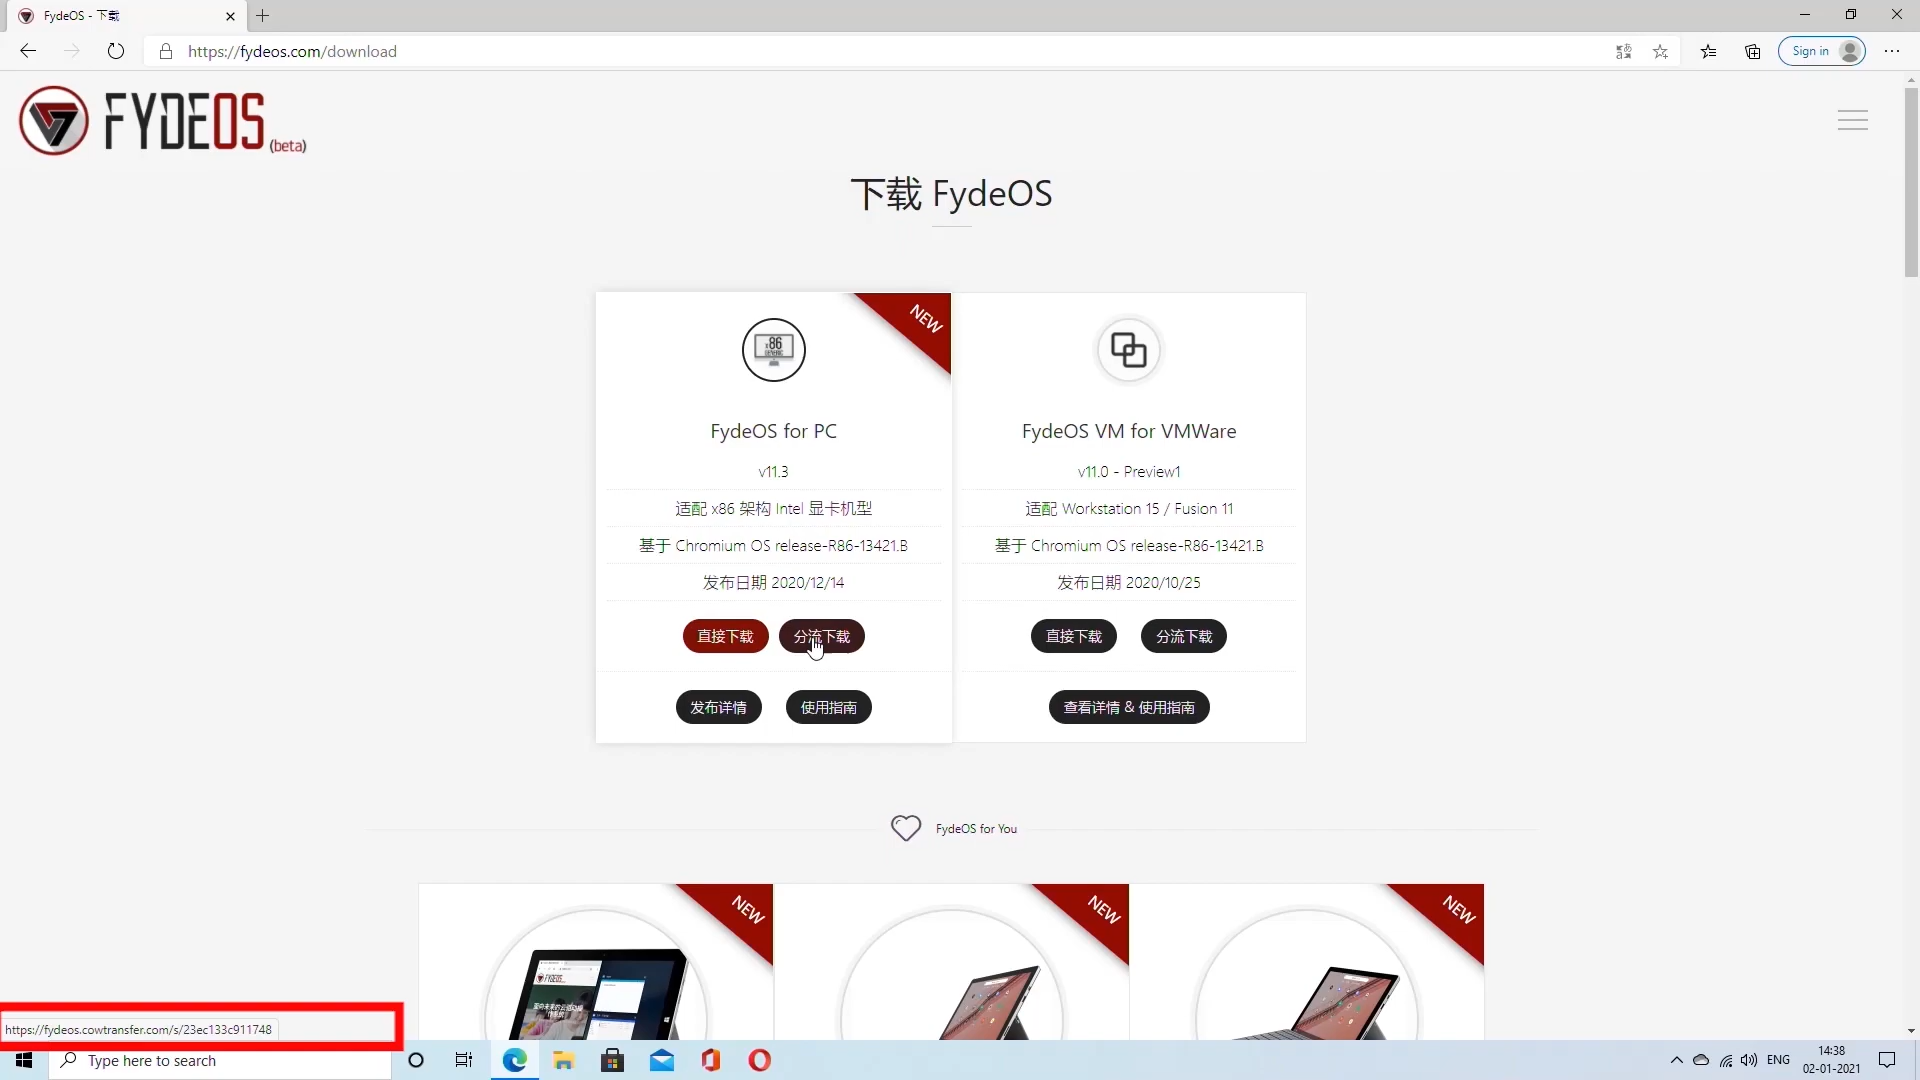 FydeOS - 下载
https://fydeos.com/download
Sign in
FYDEOS (beta)
下载 FydeOS
NEW
x86
GENERIC
FydeOS for PC
v11.3
适配 x86 架构 Intel 显卡机型
基于 Chromium OS release-R86-13421.B
发布日期 2020/12/14
直接下载 分流下载
发布详情 使用指南
FydeOS VM for VMWare
v11.0 - Preview1
适配 Workstation 15 / Fusion 11
基于 Chromium OS release-R86-13421.B
发布日期 2020/10/25
直接下载 分流下载
查看详情 & 使用指南
FydeOS for You
NEW
NEW
NEW
FYDEOS
https://fydeos.cowtransfer.com/s/23ec133c911748
Type here to search
ENG
14:38
02-01-2021